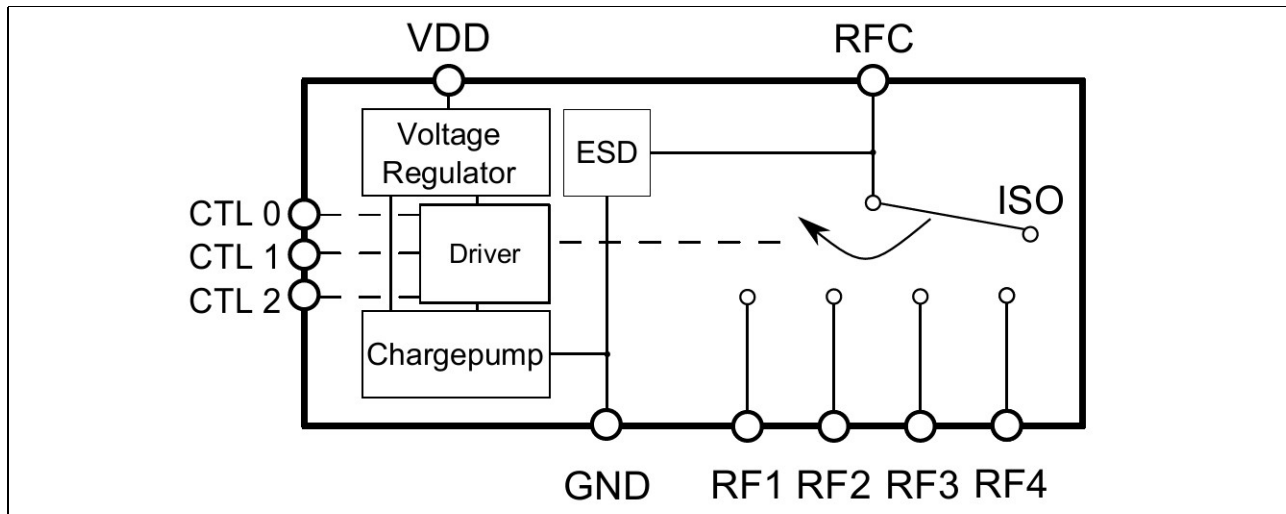 VDD
RFC
Voltage
Regulator
ESD
ISO
CTL 0
CTL 1
CTL 2
Driver
Chargepump
GND
RF1
RF2
RF3
RF4